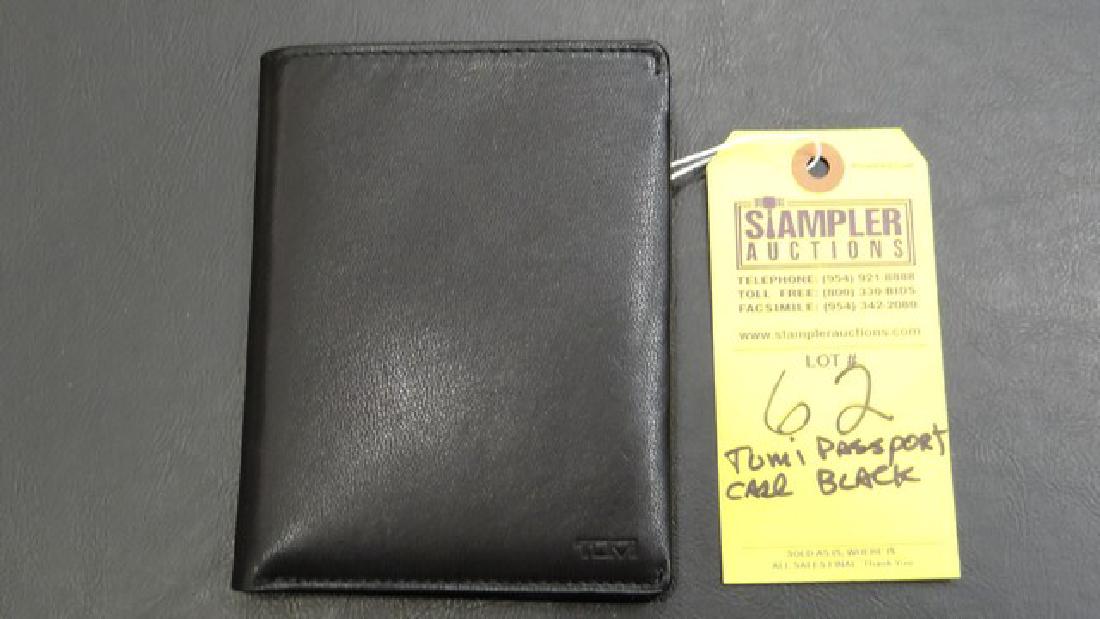 TUMI
STAMPLER
AUCTIONS
TELEPHONE: (954) 921-8888
TOLL FREE: (800) 330-BIDS
FACSIMILE: (954) 342-2080
www.stamplerauctions.com
LOT #
62
Tumi Passport
Case Black
SOLD AS IS, WHERE IS
ALL SALES FINAL Thank You